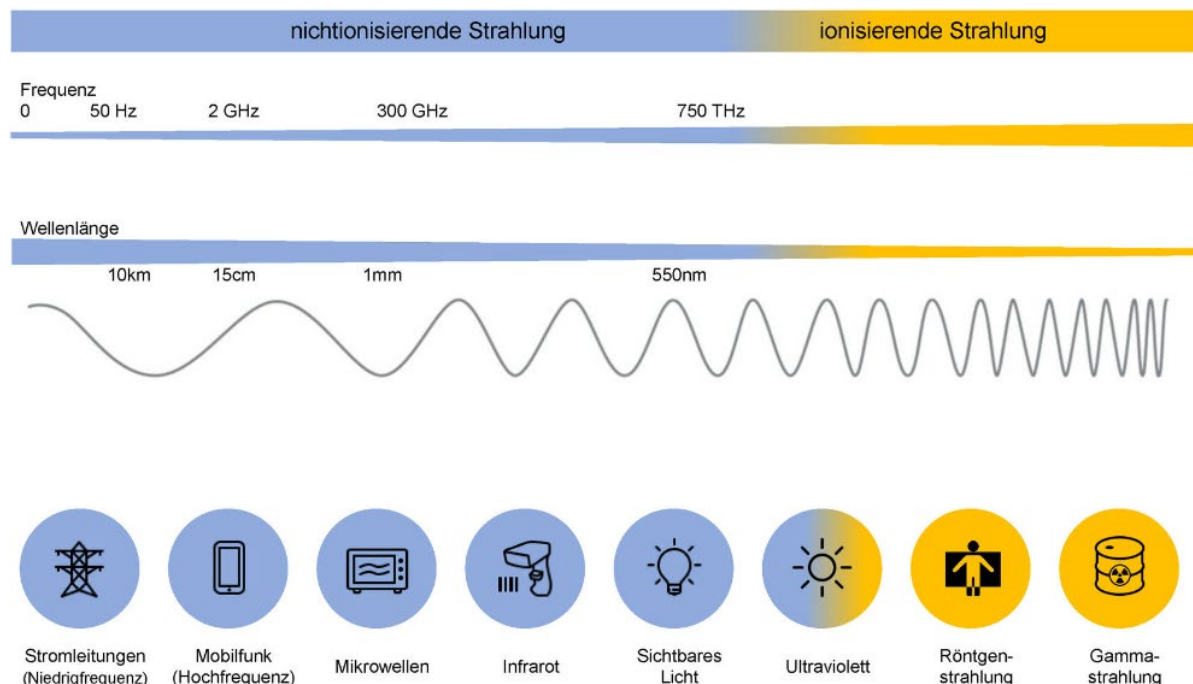 nichtionisierende Strahlung ionisierende Strahlung
Frequenz
0 50 Hz 2 GHz 300 GHz 750 THz
Wellenlänge
10km 15cm 1mm 550nm
Stromleitungen
(Niedrigfrequenz)
Mobilfunk
(Hochfrequenz)
Mikrowellen
Infrarot
Sichtbares
Licht
Ultraviolett
Röntgen-
strahlung
Gamma-
strahlung